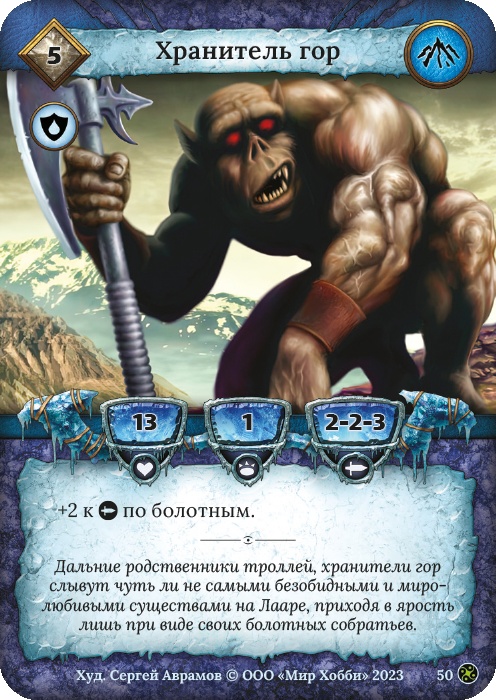 5
Хранитель гор
13
1
2-2-3
+2 к по болотным.
Дальние родственники троллей, хранители гор
слывут чуть ли не самыми безобидными и миро-
любивыми существами на Лааре, приходя в ярость
лишь при виде своих болотных собратьев.
Худ. Сергей Аврамов © ООО «Мир Хобби» 2023
50